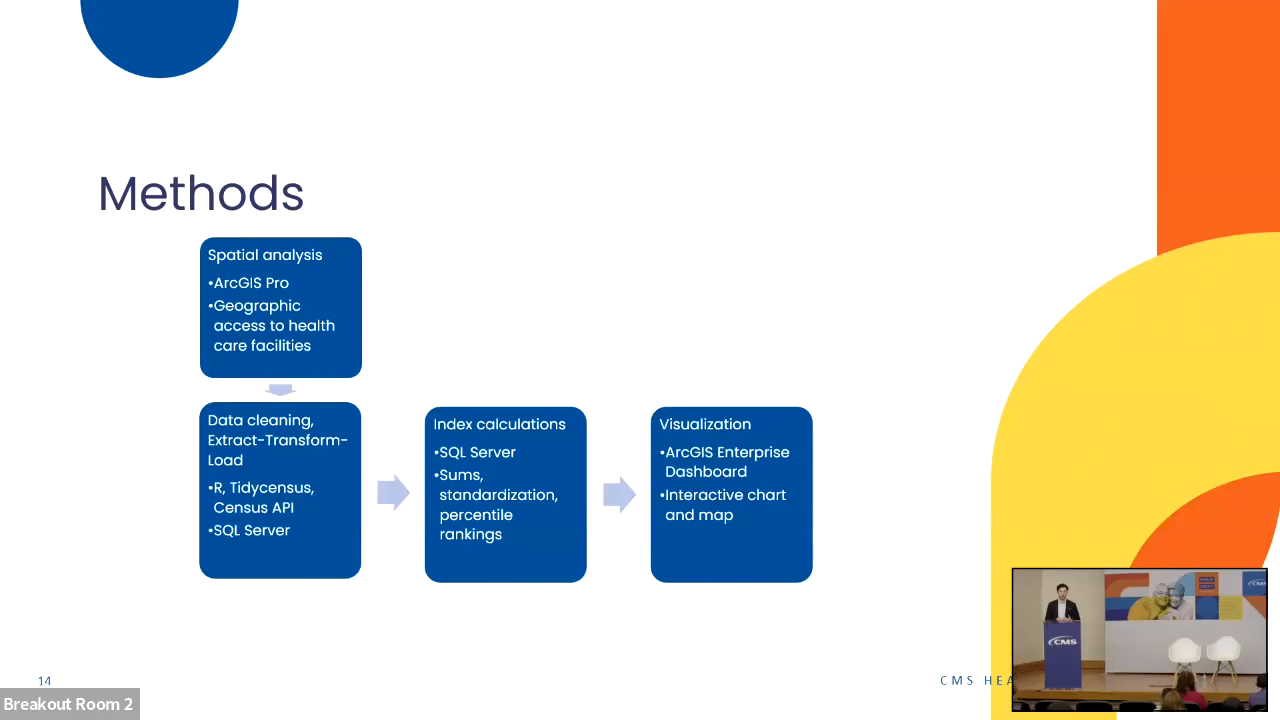 Methods
Spatial analysis
•ArcGIS Pro
•Geographic
access to health
care facilities
Data cleaning,
Extract-Transform-
Load
•R, Tidycensus,
Census API
•SQL Server
Index calculations
•SQL Server
•Sums,
standardization,
percentile
rankings
Visualization
•ArcGIS Enterprise
Dashboard
•Interactive chart
and map
14
CMS HEA
Breakout Room 2
CMS
CMS